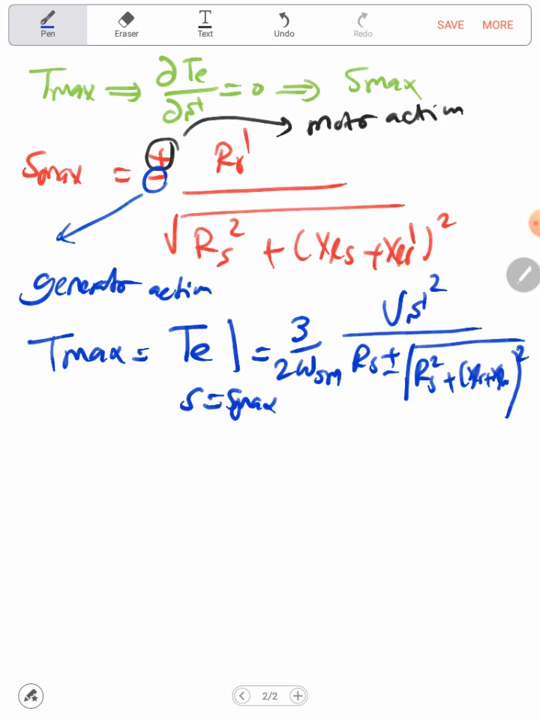 Pen Eraser Text Undo Redo SAVE MORE
Tmax ⇒ ∂Te/∂s = 0 ⇒ Smax
motor action
Smax = ± Rr' / √(Rs² + (Xls + Xlr')²)
generator action
Tmax = Te | = 3/2ωsm Vs'² / Rs ± √(Rs² + (Xls+Xlr)²
s = smax
2/2